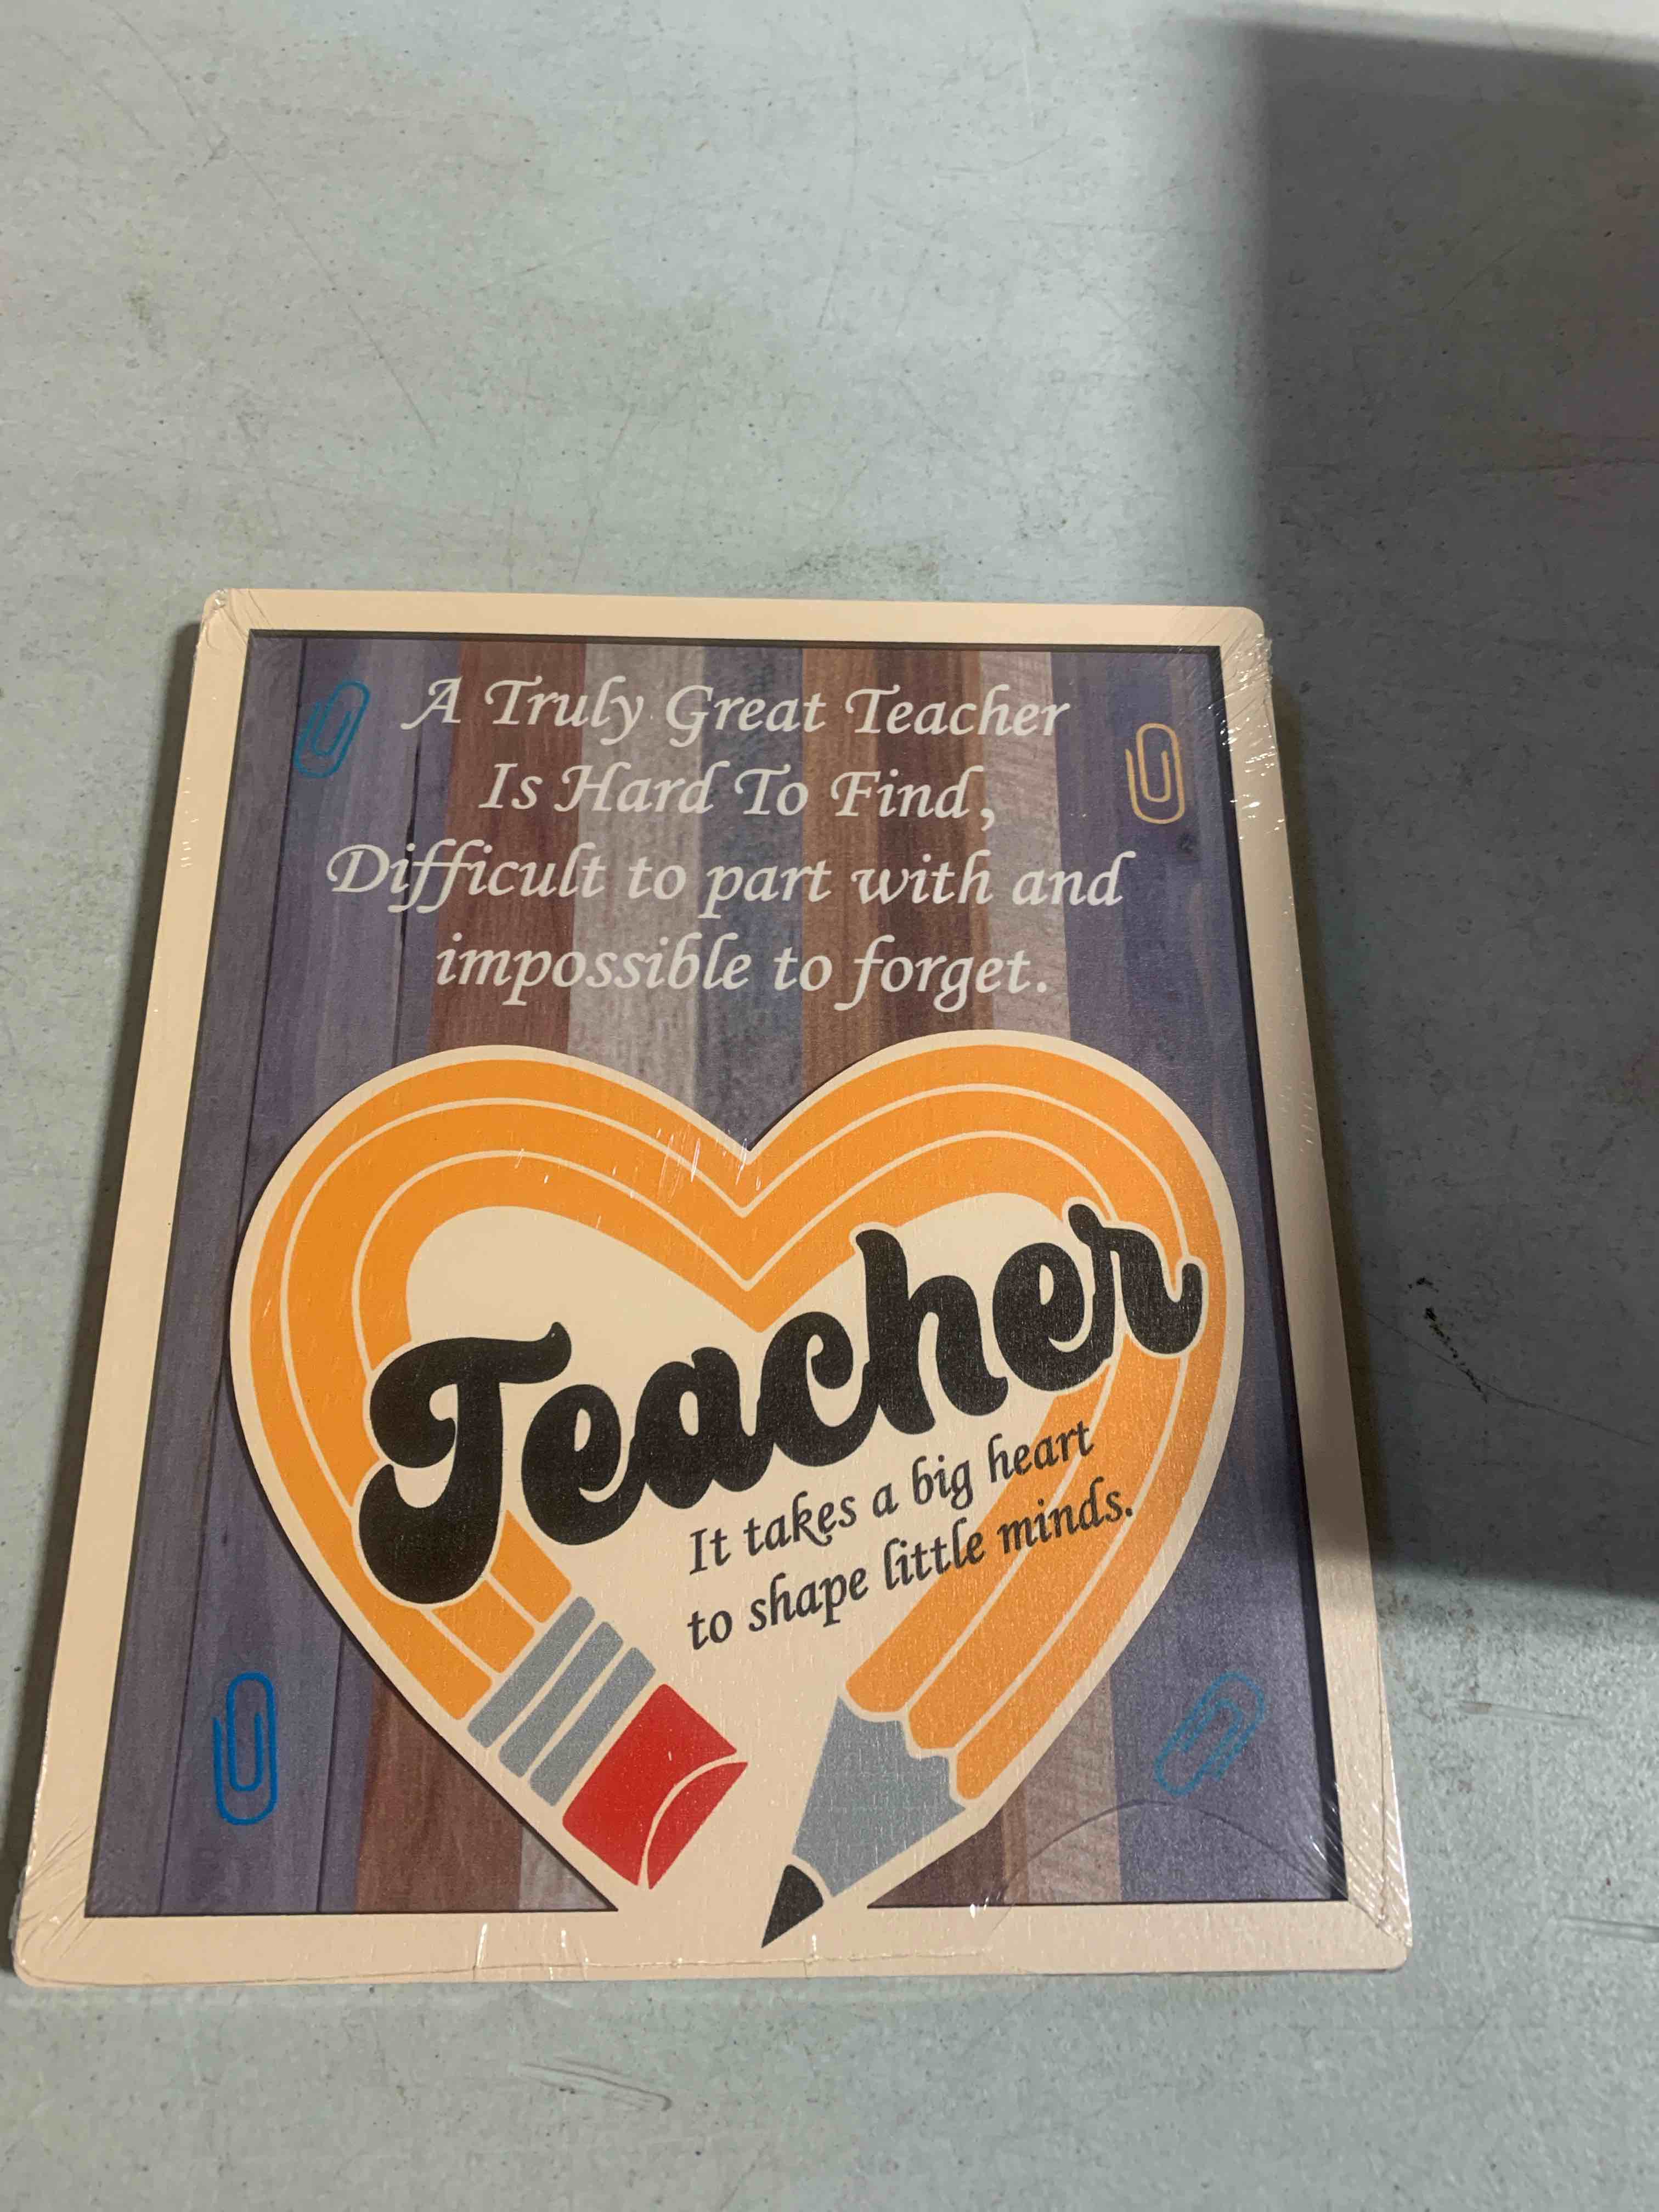 A Truly Great Teacher
Is Hard To Find,
Difficult to part with and
impossible to forget.
Teacher
It takes a big heart
to shape little minds.